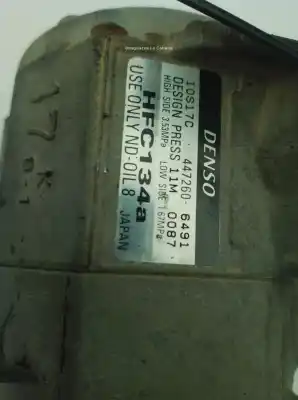 DENSO
10S17C 447260-6491
DESIGN PRESS 11M 0087
HIGH SIDE 3.53MPa LOW SIDE 1.67MPa
HFC134a
USE ONLY ND-OIL 8 JAPAN
17 K